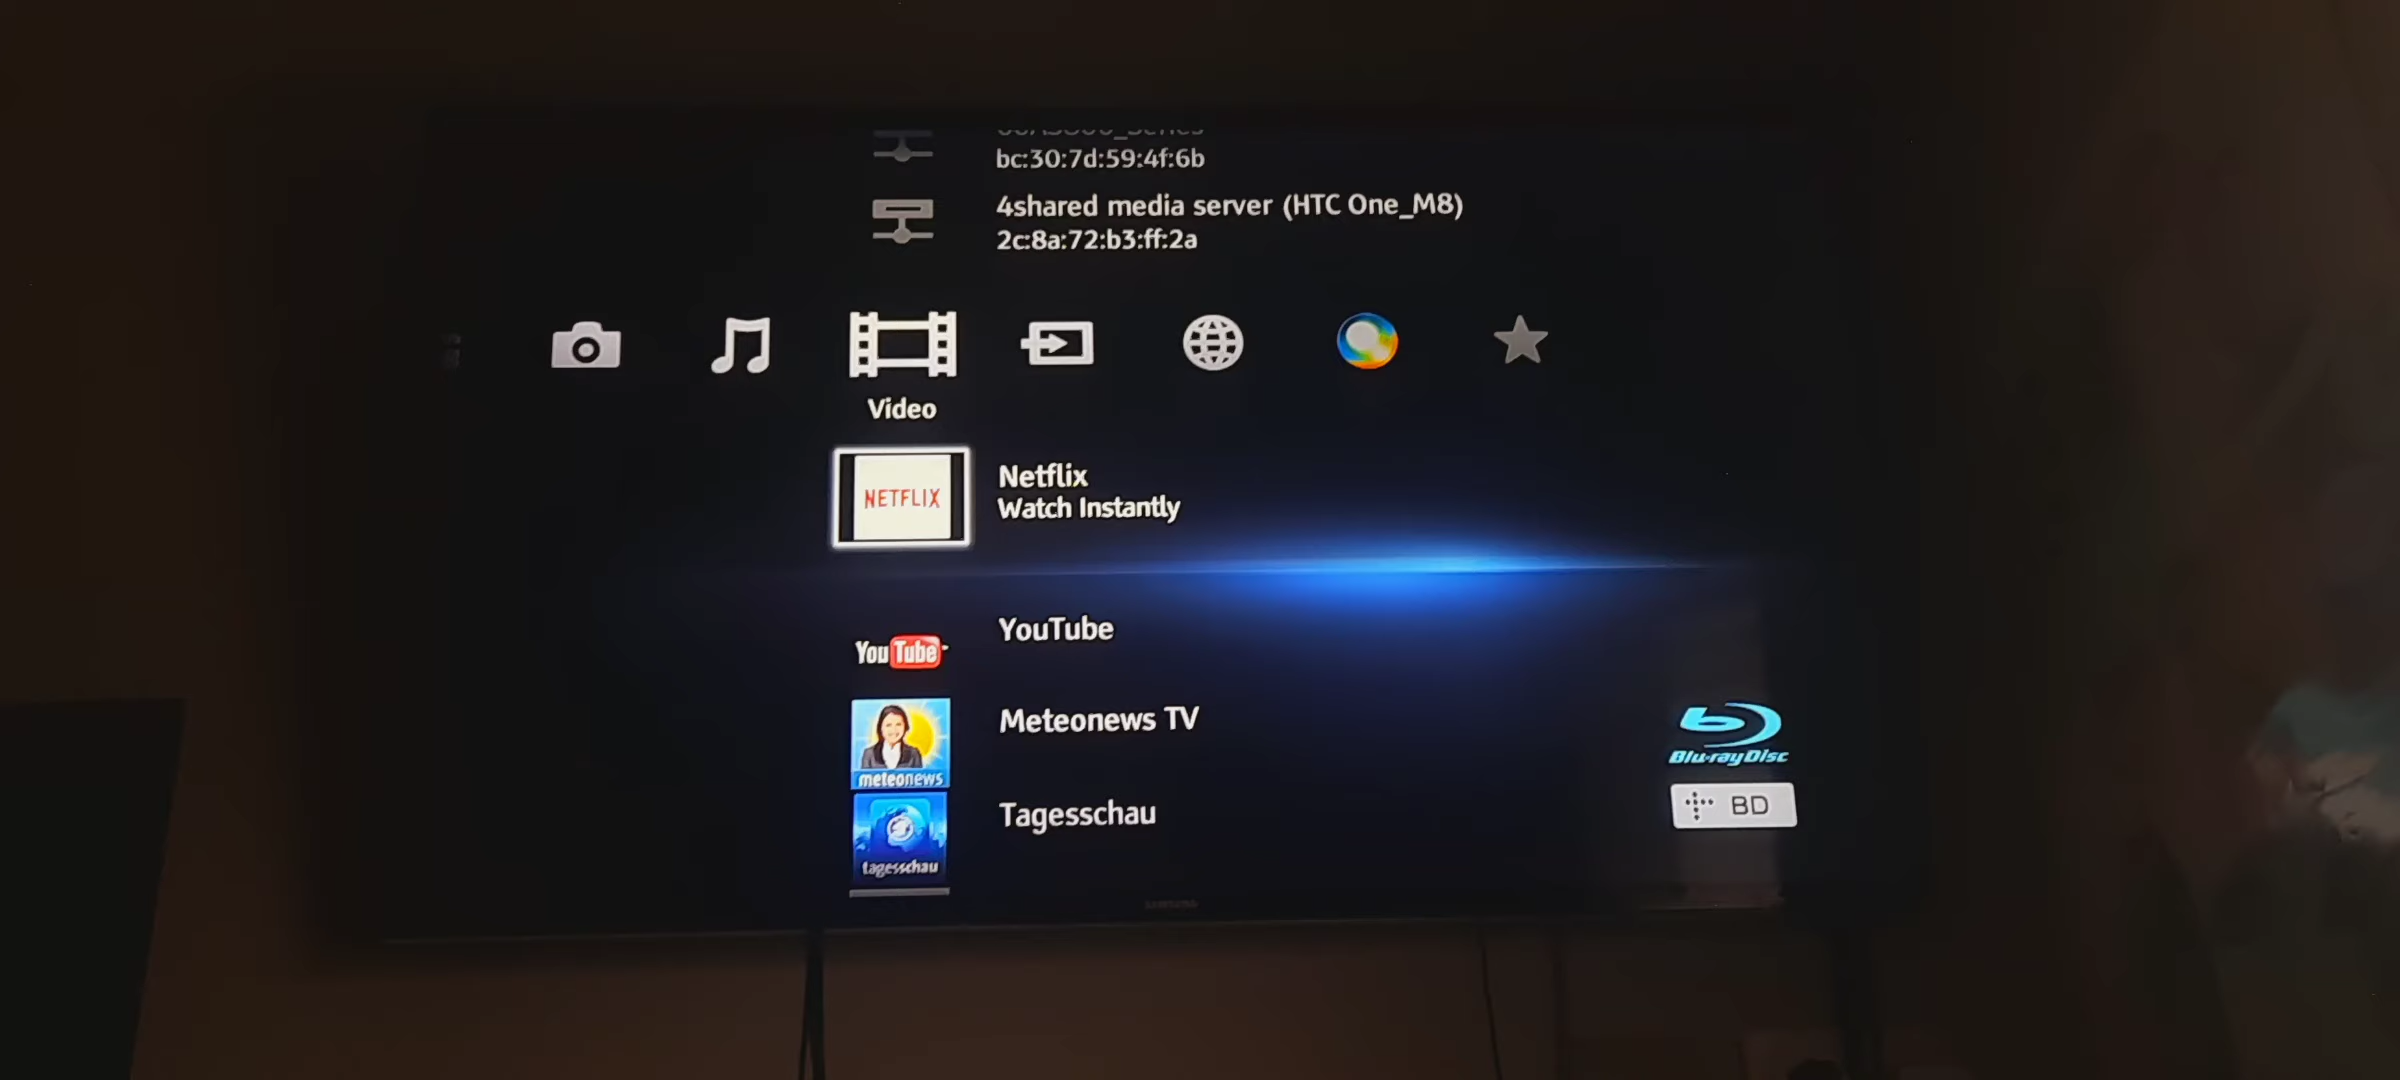 bc:30:7d:59:4f:6b
4shared media server (HTC One_M8)
2c:8a:72:b3:ff:2a
Video
NETFLIX
Netflix
Watch Instantly
YouTube
YouTube
Meteonews TV
meteonews
Blu-ray Disc
BD
Tagesschau
tagesschau
SAMSUNG